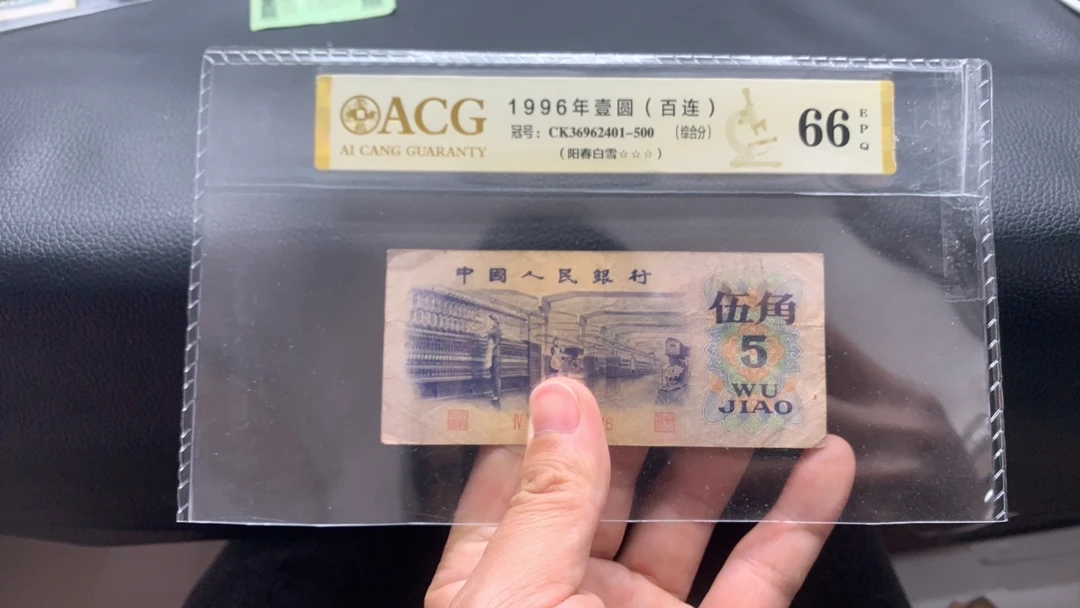 ACG
AI CANG GUARANTY
1996年壹圆（百连）
冠号：CK36962401-500 （综合分）
（阳春白雪☆☆☆）
66
EPQ
中國人民銀行
伍角
5
WU
JIAO